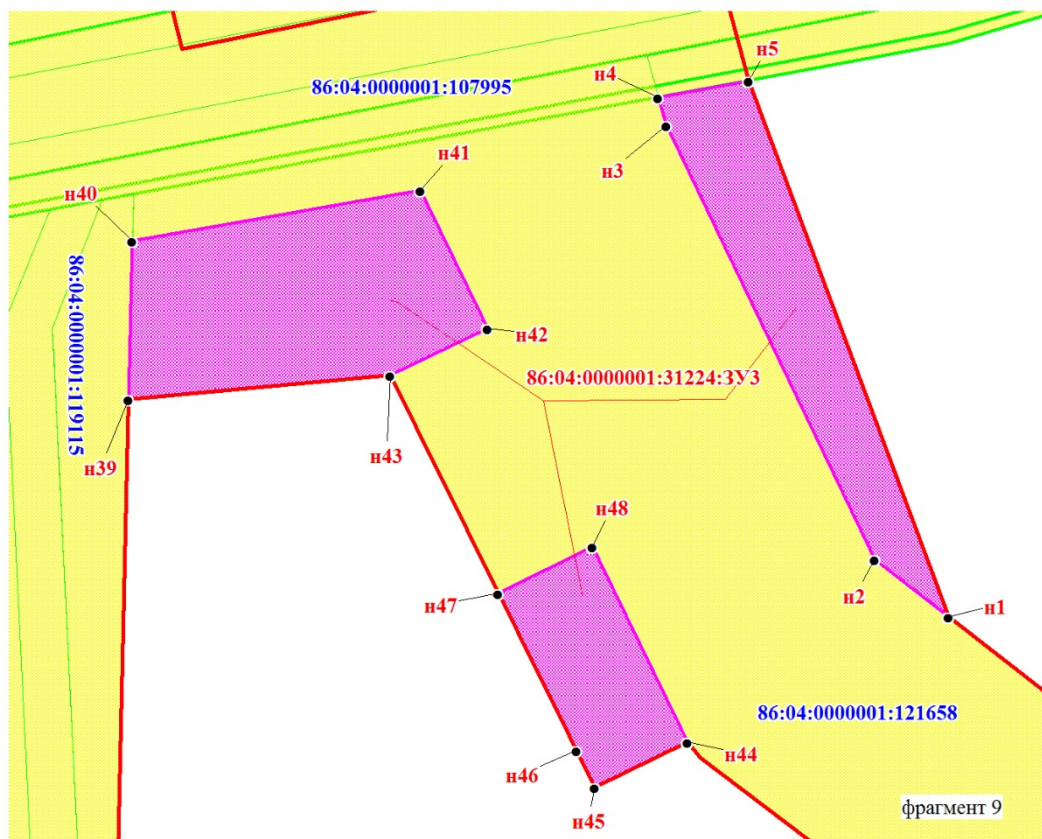 н5
н4
86:04:0000001:107995
н3
н41
н40
86:04:0000001:119115
н42
86:04:0000001:31224:ЗУ3
н43
н39
н48
н2
н47
н1
86:04:0000001:121658
н44
н46
н45
фрагмент 9